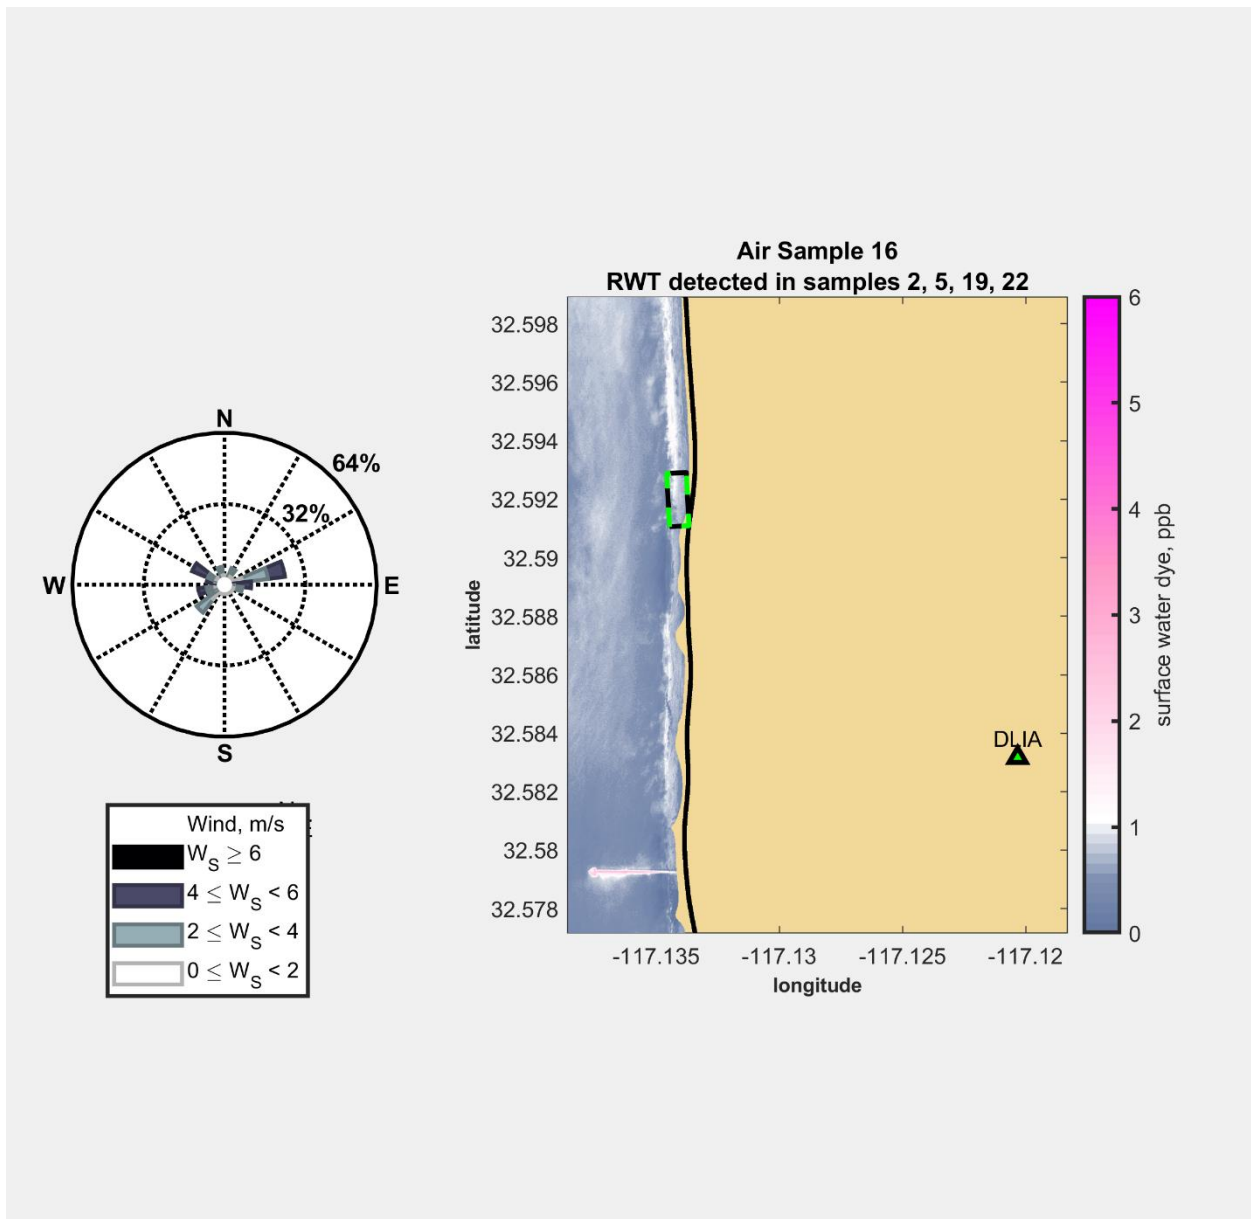 Air Sample 16
RWT detected in samples 2, 5, 19, 22
N
64%
32%
W
E
S
Wind, m/s
W_S ≥ 6
4 ≤ W_S < 6
2 ≤ W_S < 4
0 ≤ W_S < 2
latitude
32.598
32.596
32.594
32.592
32.59
32.588
32.586
32.584
32.582
32.58
32.578
DLIA
-117.135
-117.13
-117.125
-117.12
longitude
6
5
4
3
2
1
0
surface water dye, ppb